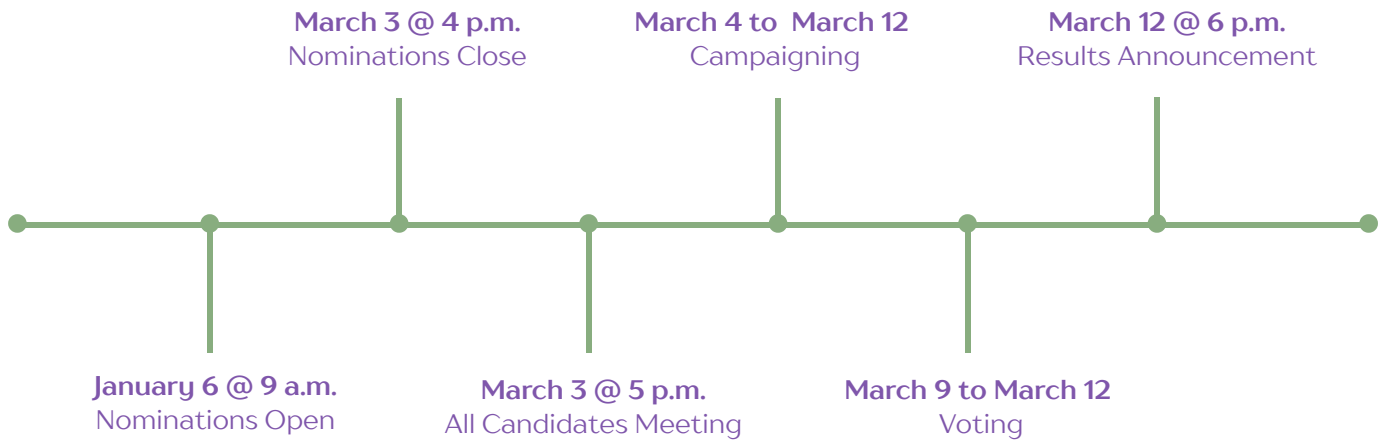 March 3 @ 4 p.m.
Nominations Close
March 4 to March 12
Campaigning
March 12 @ 6 p.m.
Results Announcement
January 6 @ 9 a.m.
Nominations Open
March 3 @ 5 p.m.
All Candidates Meeting
March 9 to March 12
Voting